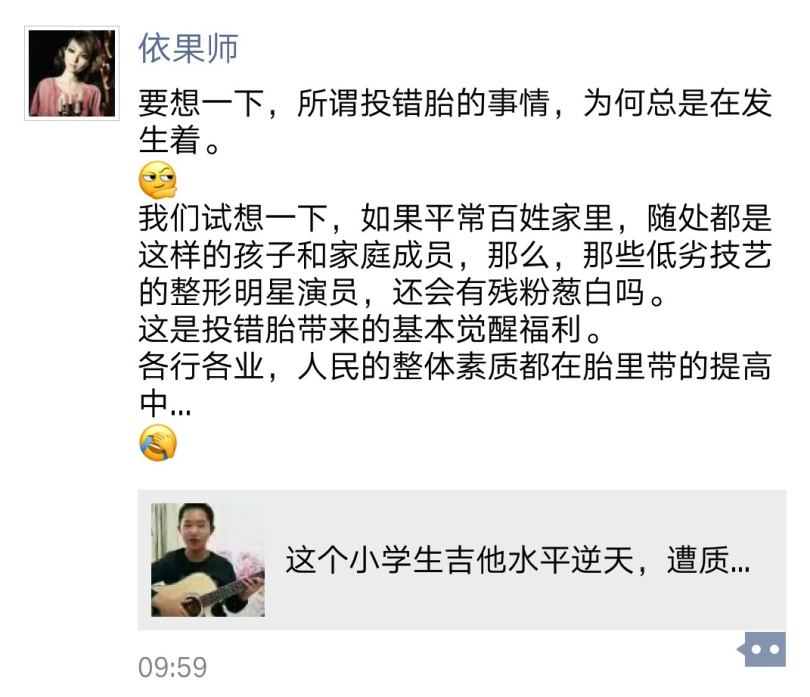 依果师
要想一下，所谓投错胎的事情，为何总是在发
生着。
我们试想一下，如果平常百姓家里，随处都是
这样的孩子和家庭成员，那么，那些低劣技艺
的整形明星演员，还会有残粉葱白吗。
这是投错胎带来的基本觉醒福利。
各行各业，人民的整体素质都在胎里带的提高
中...
这个小学生吉他水平逆天，遭质...
09:59